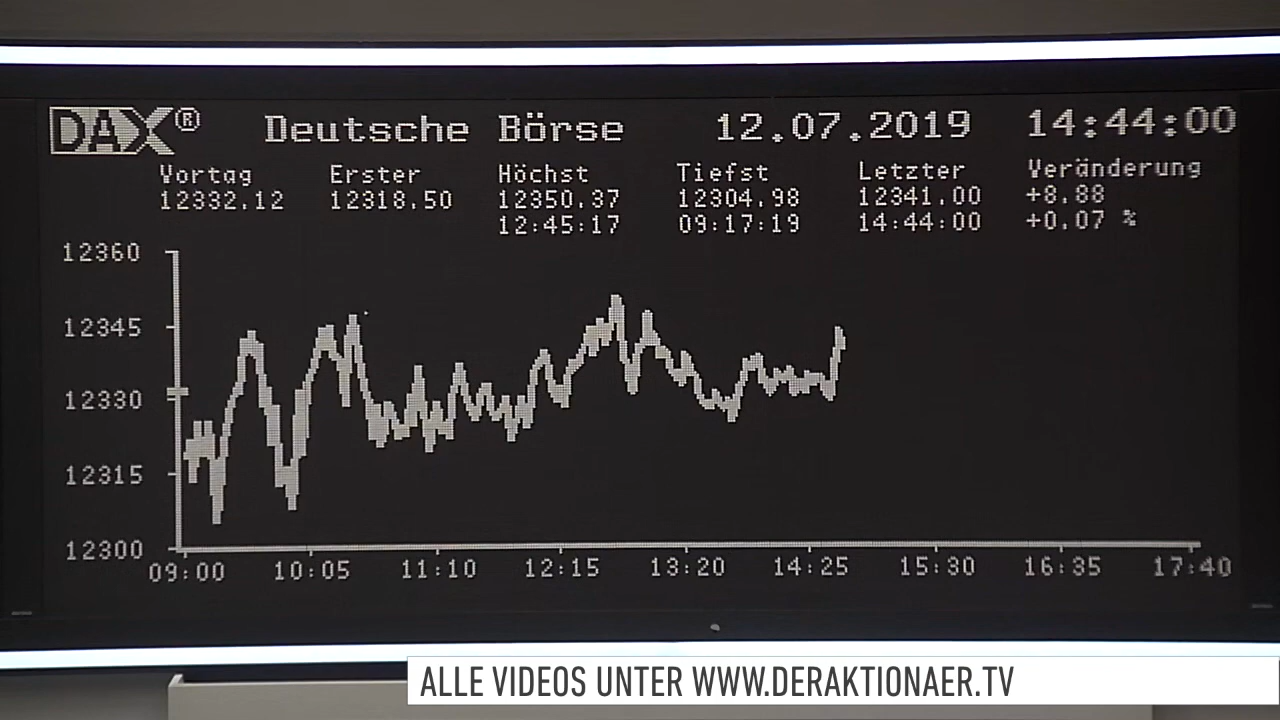 DAX® Deutsche Börse 12.07.2019 14:44:00
Vortag Erster Höchst Tiefst Letzter Veränderung
12332.12 12318.50 12350.37 12304.98 12341.00 +8.88
12:45:17 09:17:19 14:44:00 +0.07 %
12360
12345
12330
12315
12300
09:00 10:05 11:10 12:15 13:20 14:25 15:30 16:35 17:40
ALLE VIDEOS UNTER WWW.DERAKTIONAER.TV